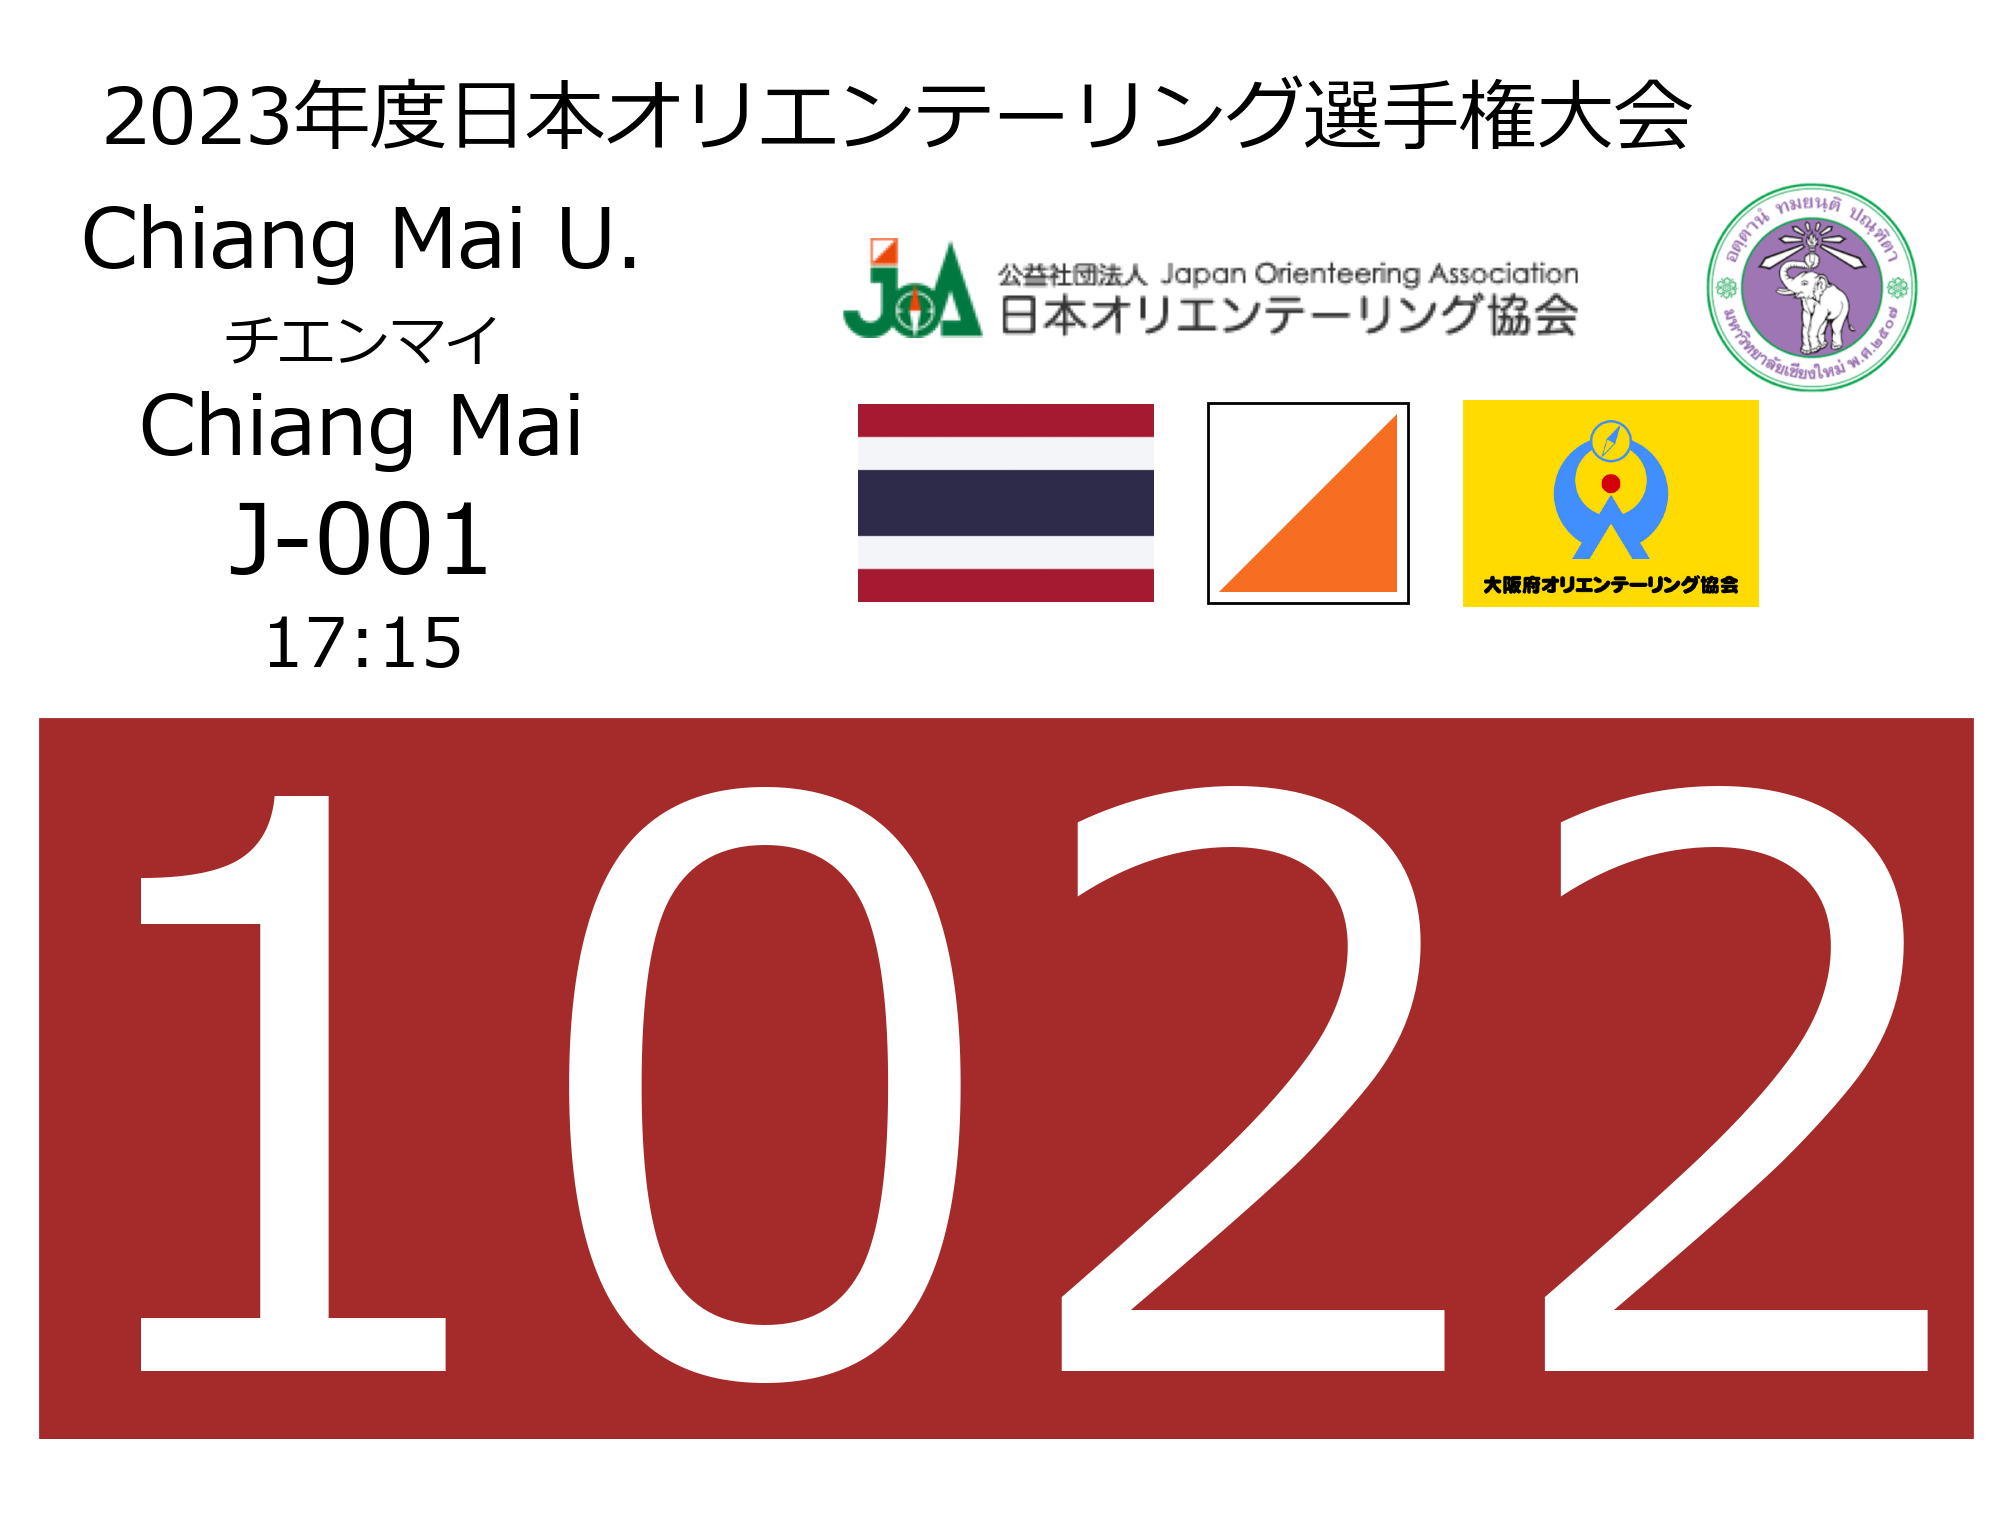 2023年度日本オリエンテーリング選手権大会
Chiang Mai U.
チエンマイ
Chiang Mai
J-001
17:15
JOA
公益社団法人 Japan Orienteering Association
日本オリエンテーリング協会
อตฺตานํ ทมยนฺติ ปณฺฑิตา
มหาวิทยาลัยเชียงใหม่ พ.ศ.๒๕๐๗
大阪府オリエンテーリング協会
1022